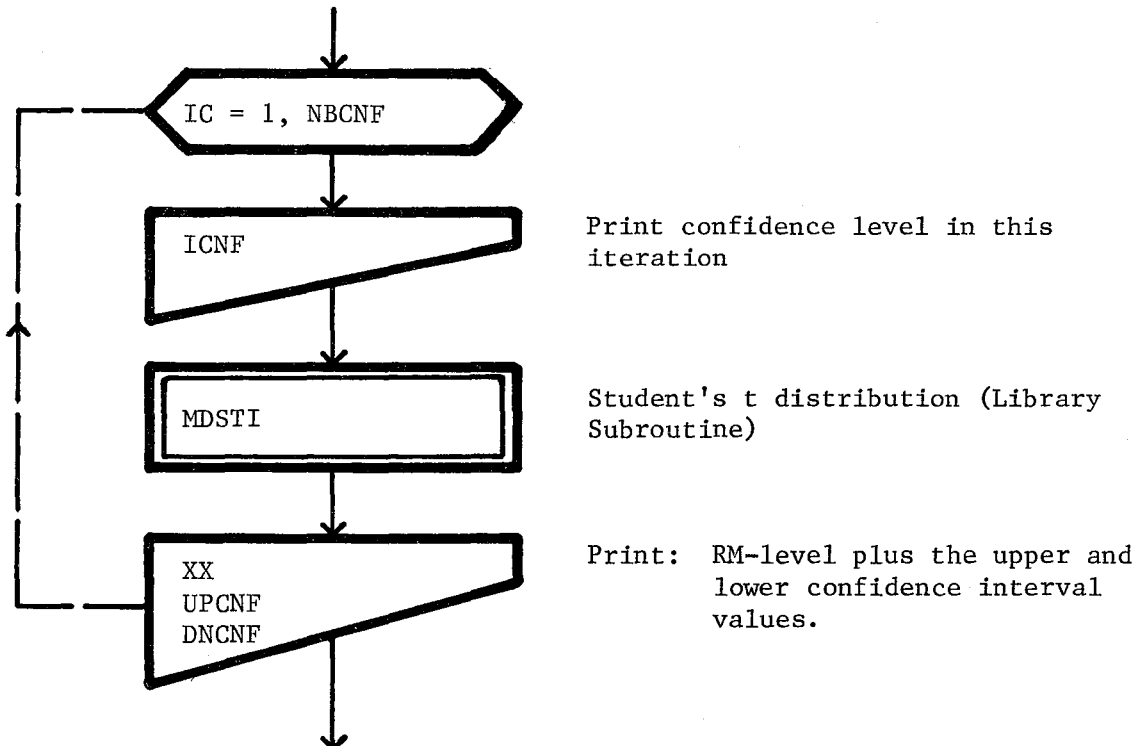 IC = 1, NBCNF
ICNF
Print confidence level in this
iteration
MDSTI
Student's t distribution (Library
Subroutine)
XX
UPCNF
DNCNF
Print: RM-level plus the upper and
lower confidence interval
values.